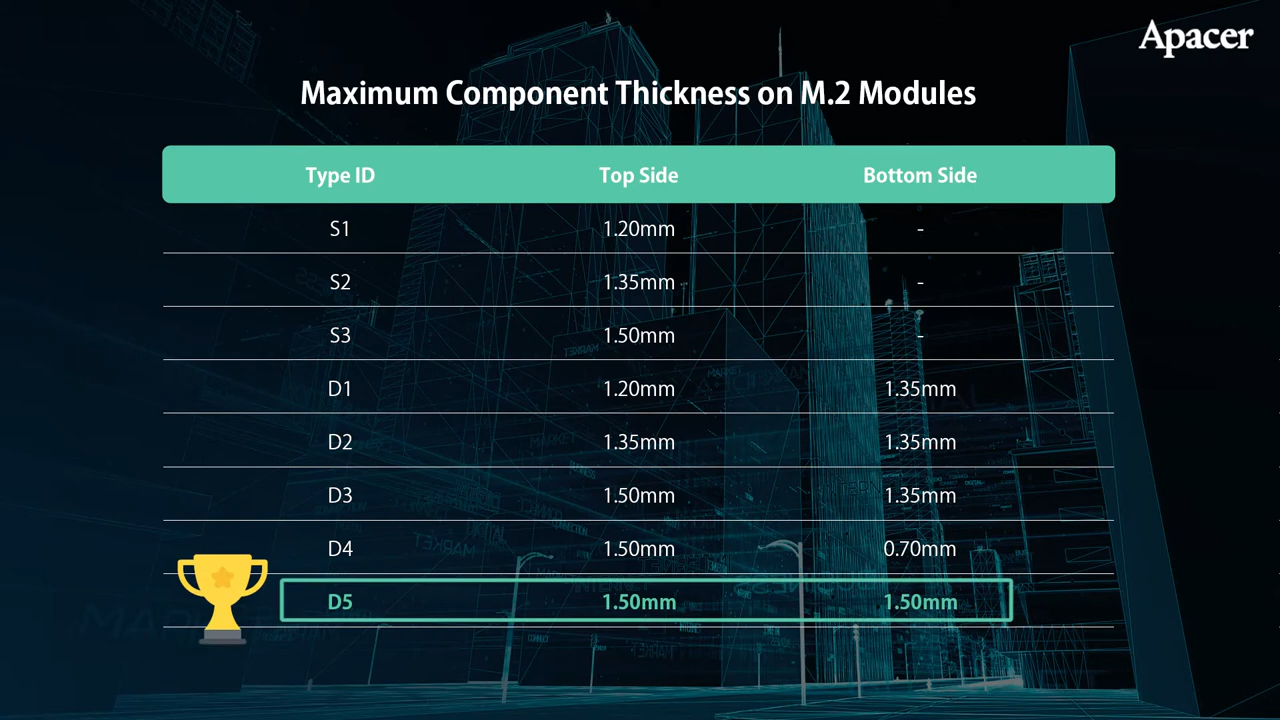 Apacer
Maximum Component Thickness on M.2 Modules
Type ID Top Side Bottom Side
S1 1.20mm -
S2 1.35mm -
S3 1.50mm -
D1 1.20mm 1.35mm
D2 1.35mm 1.35mm
D3 1.50mm 1.35mm
D4 1.50mm 0.70mm
D5 1.50mm 1.50mm